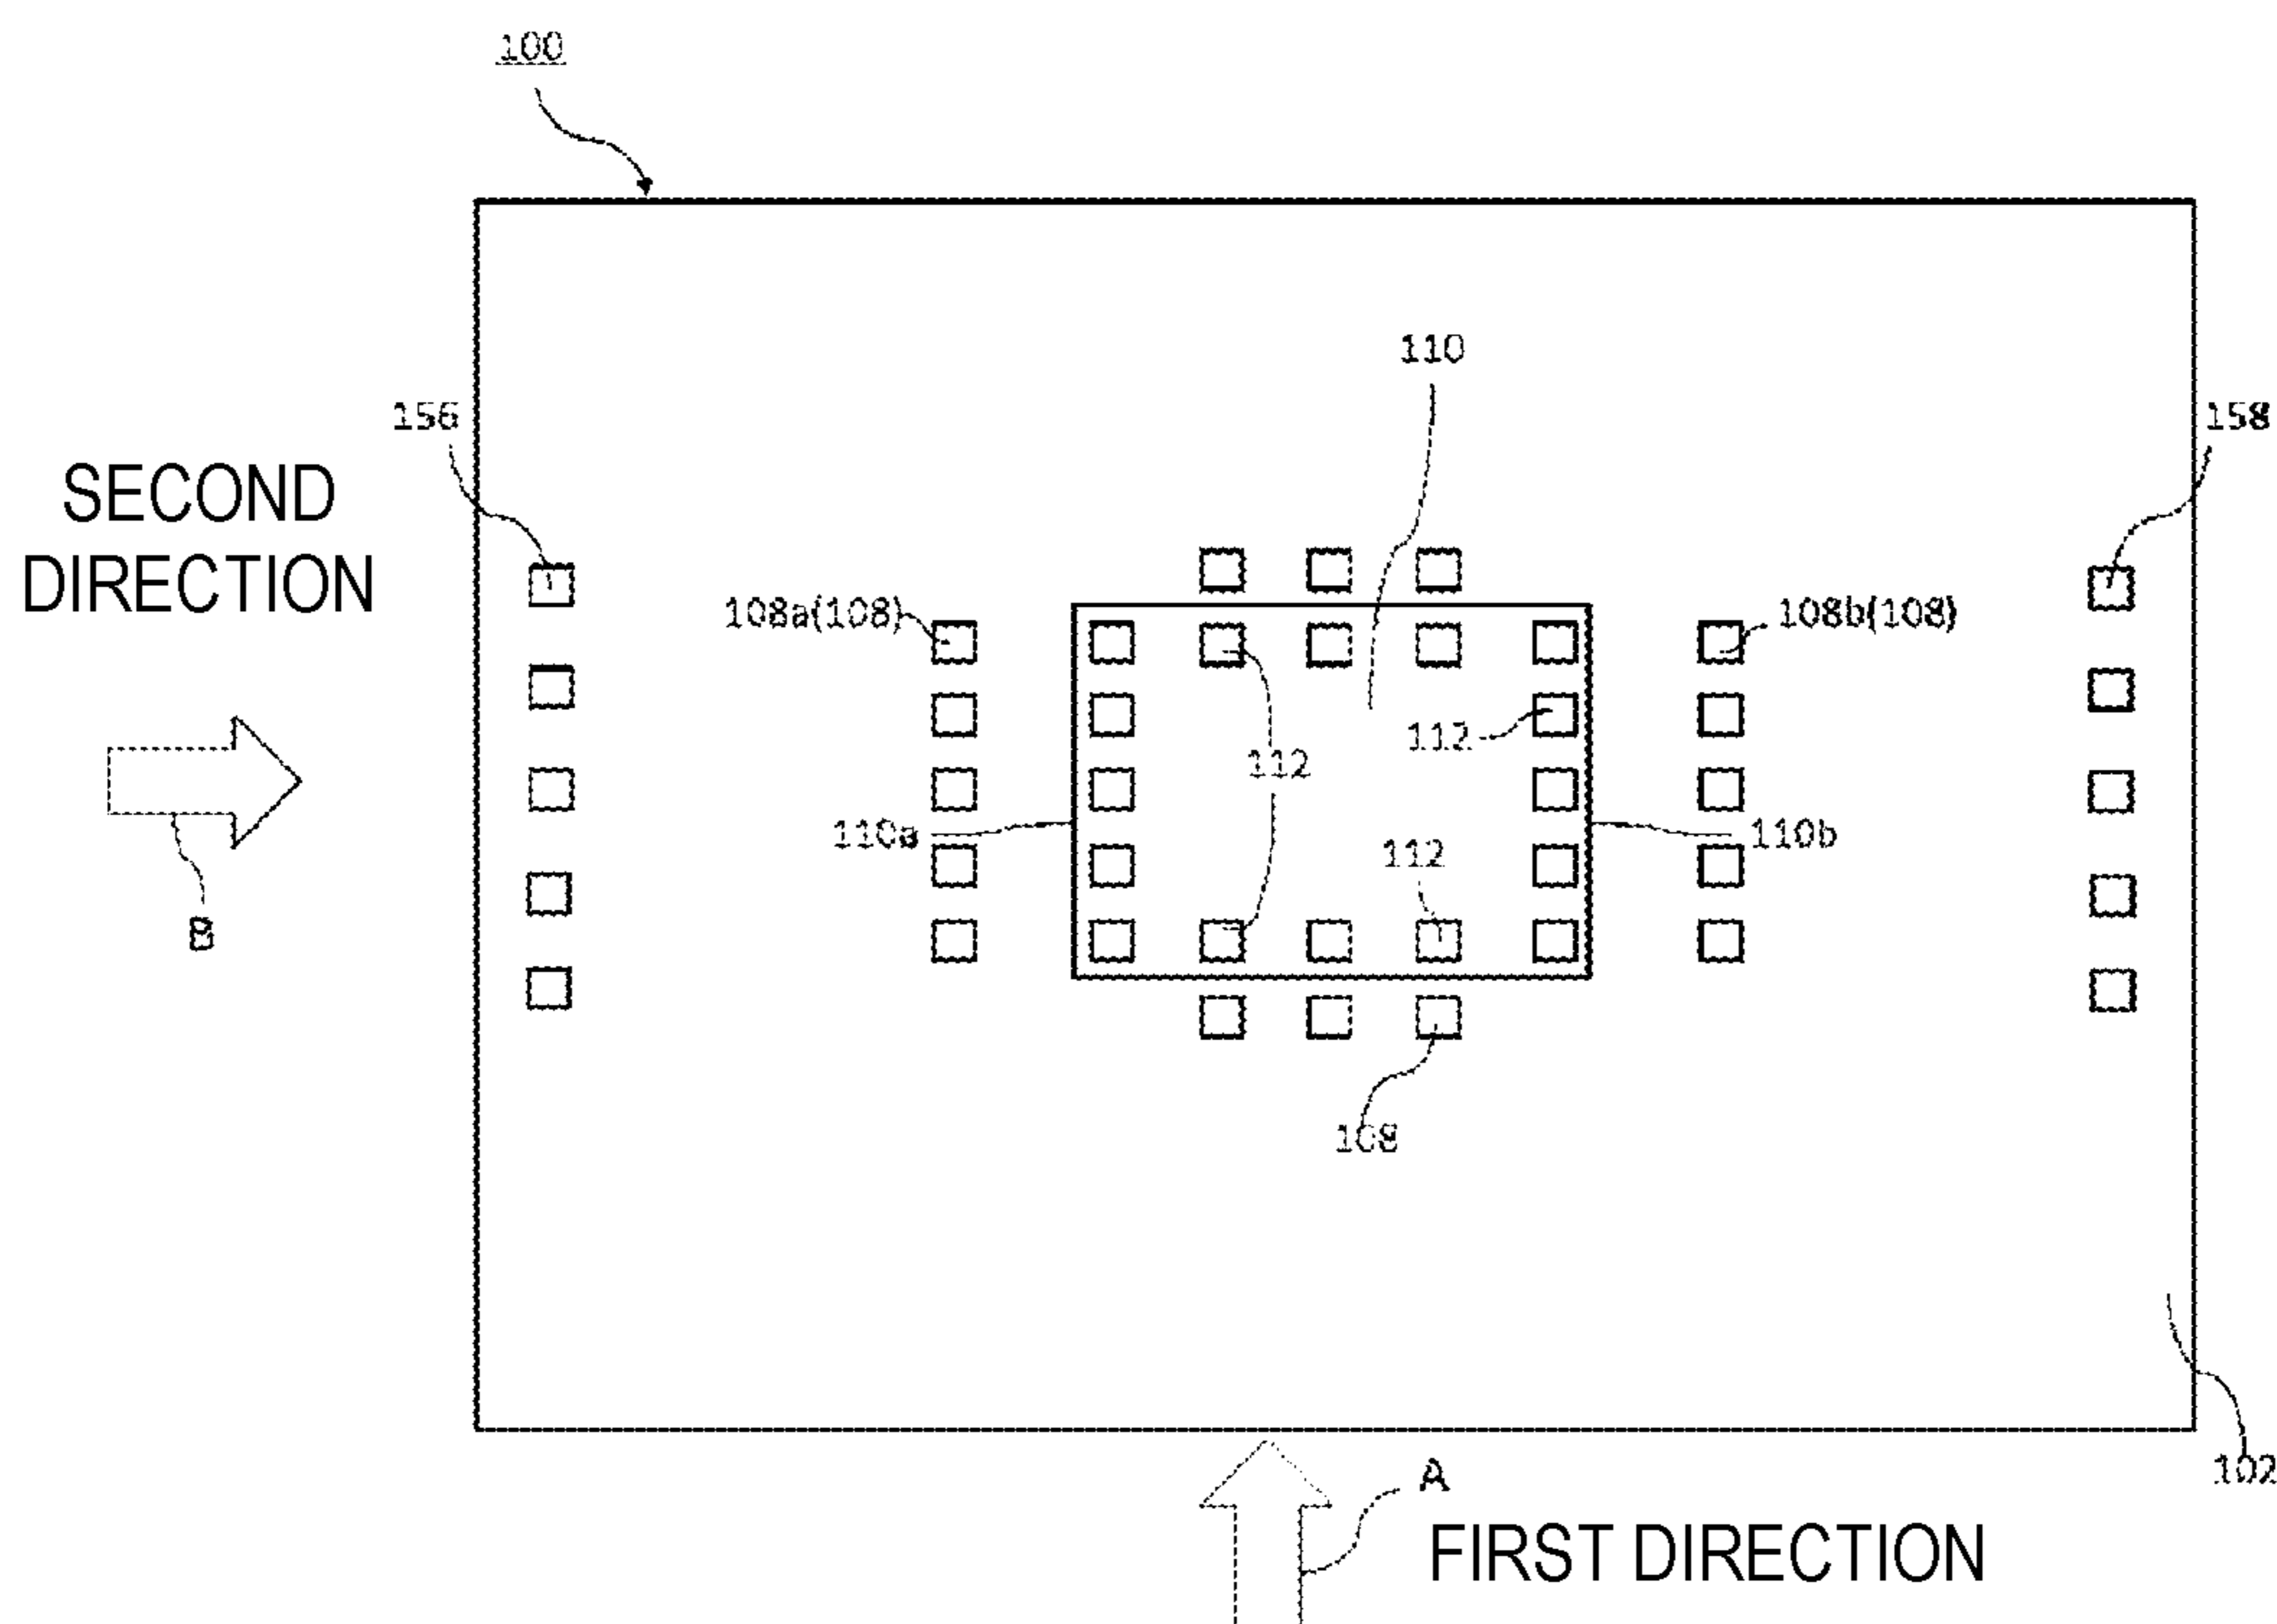 100
110
156
158
SECOND
DIRECTION
108a(108)
108b(108)
112
112
110a
112
110b
B
108
102
A
FIRST DIRECTION